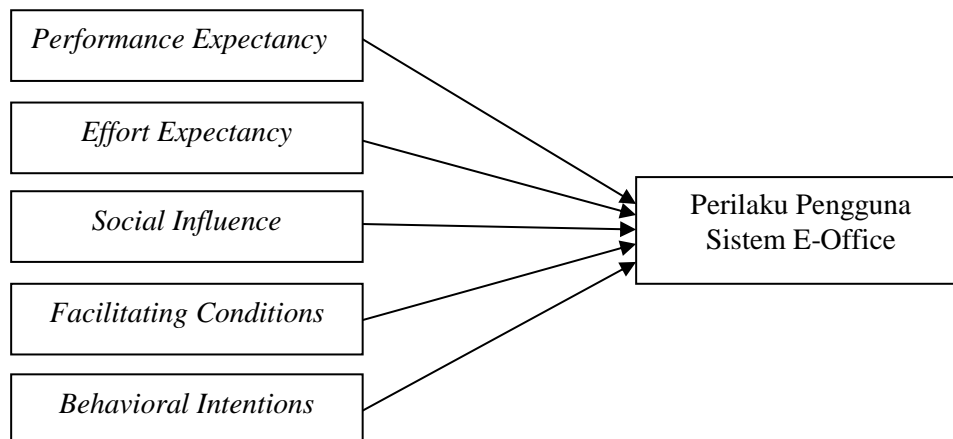 Performance Expectancy
Effort Expectancy
Social Influence
Facilitating Conditions
Behavioral Intentions
Perilaku Pengguna
Sistem E-Office